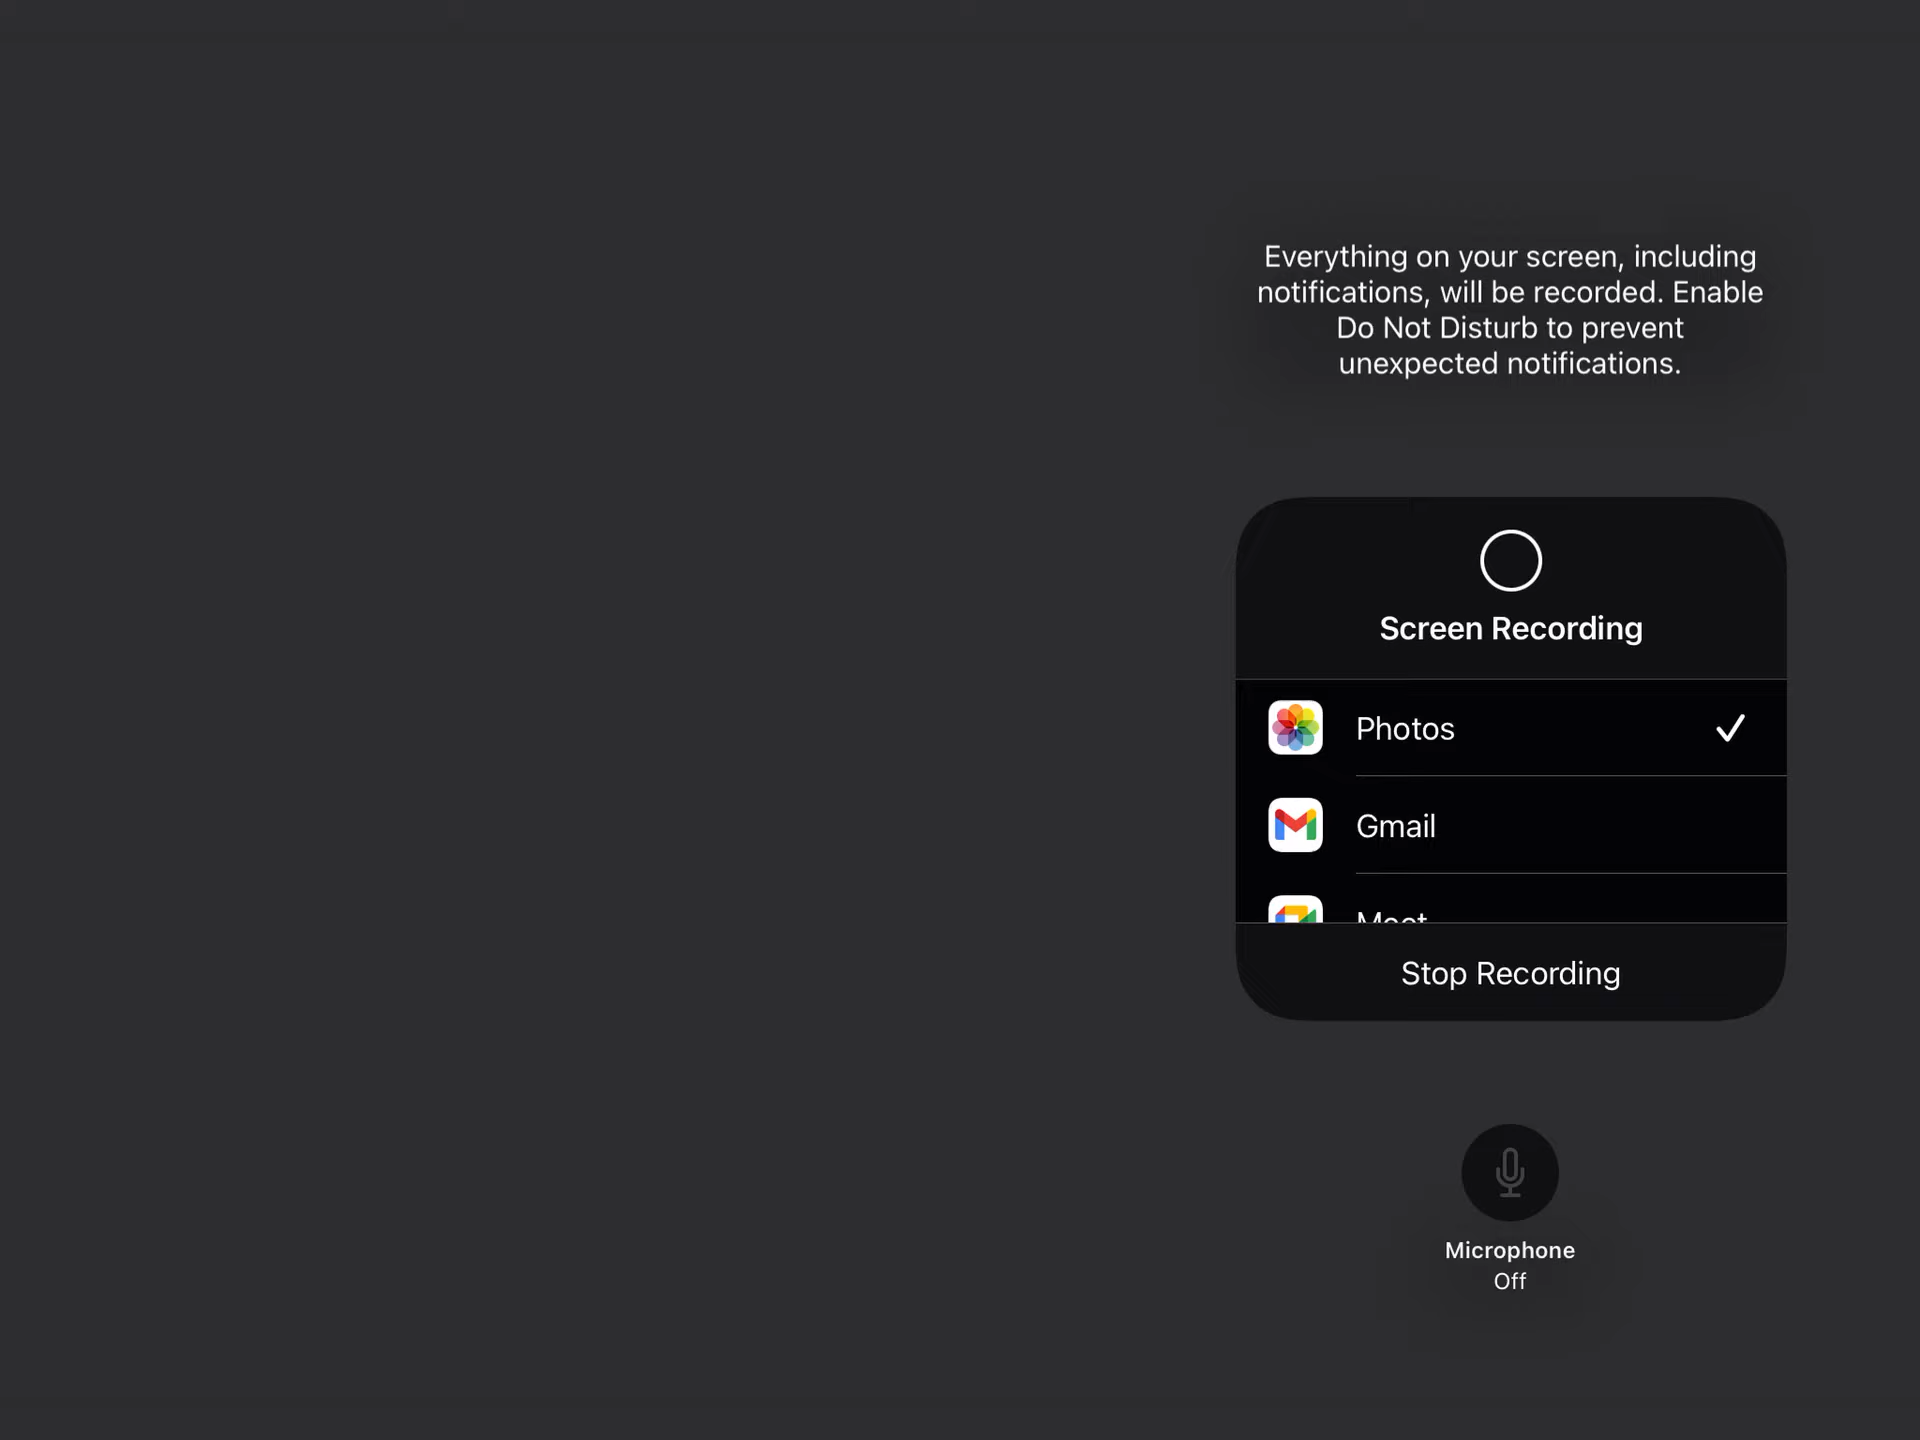 Everything on your screen, including
notifications, will be recorded. Enable
Do Not Disturb to prevent
unexpected notifications.
Screen Recording
Photos
Gmail
Meet
Stop Recording
Microphone
Off